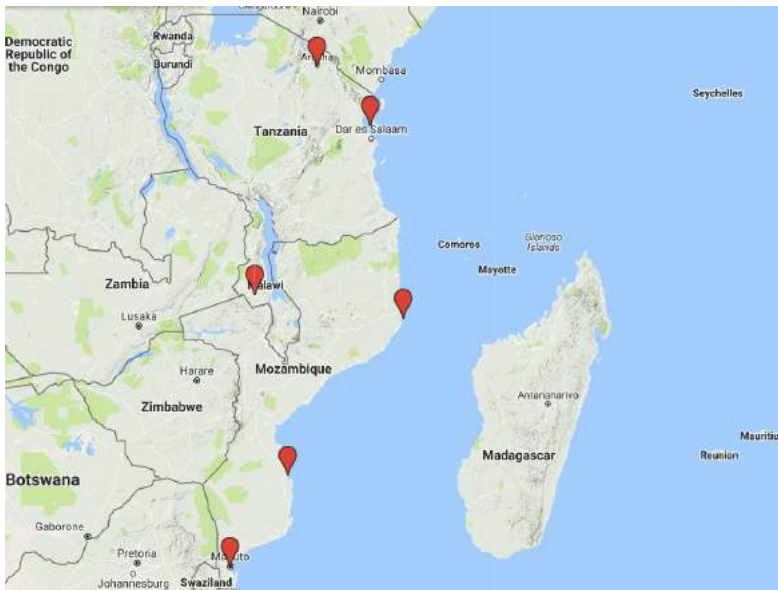 Nairobi
Democratic
Republic of
the Congo
Rwanda
Burundi
Mombasa
Seychelles
Tanzania
Dar es Salaam
Comoros
Glorioso
Islands
Mayotte
Zambia
Malawi
Lusaka
Mozambique
Harare
Zimbabwe
Antananarivo
Madagascar
Mauritiu
Reunion
Botswana
Gaborone
Pretoria
Johannesburg
Swaziland